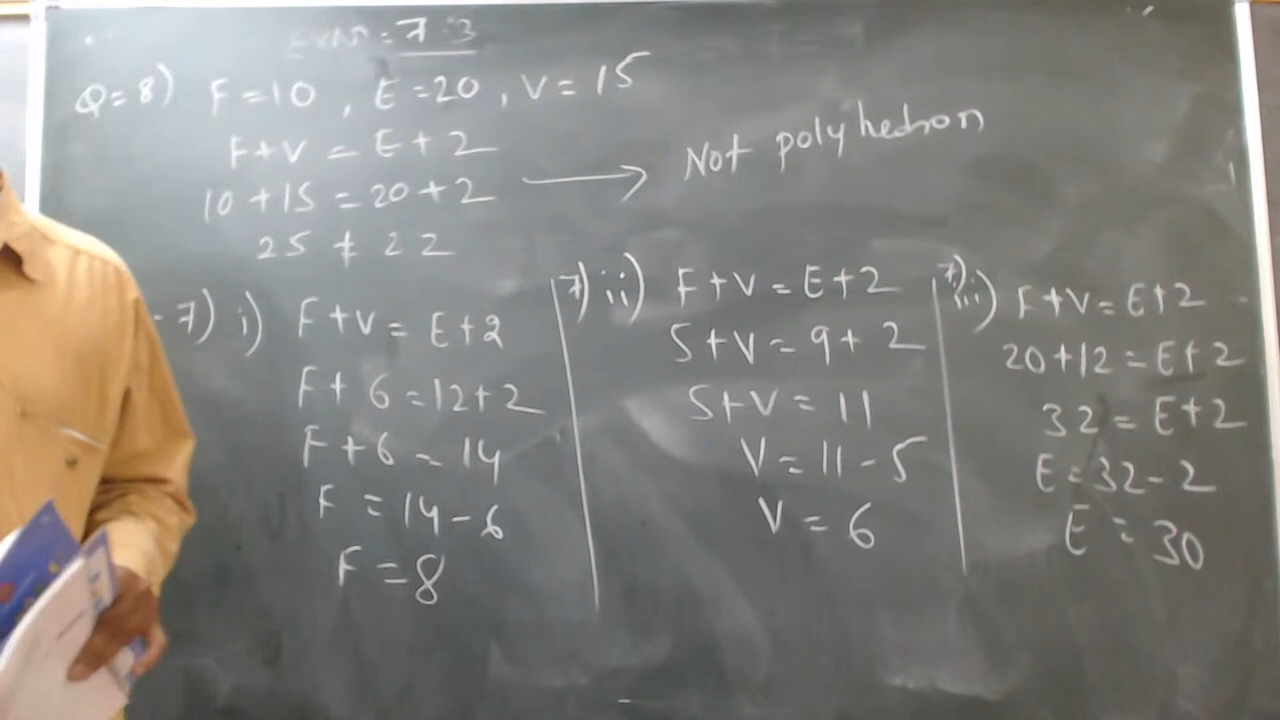 7.3
Q=8) F=10, E=20, V=15
F+V=E+2
10+15=20+2 → Not polyhedron
25≠22
7) i) F+V=E+2
F+6=12+2
F+6=14
F=14-6
F=8
7) ii) F+V=E+2
5+V=9+2
5+V=11
V=11-5
V=6
7) iii) F+V=E+2
20+12=E+2
32=E+2
E=32-2
E=30